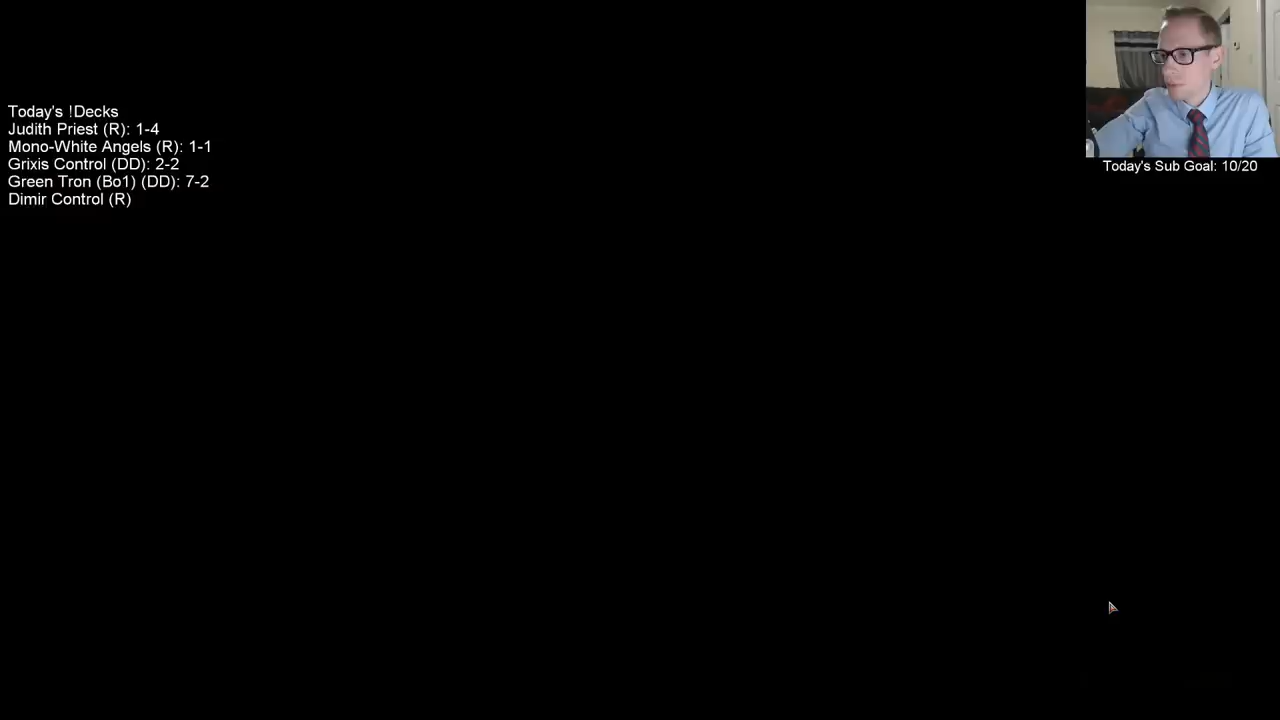 Today's !Decks
Judith Priest (R): 1-4
Mono-White Angels (R): 1-1
Grixis Control (DD): 2-2
Green Tron (Bo1) (DD): 7-2
Dimir Control (R)
Today's Sub Goal: 10/20